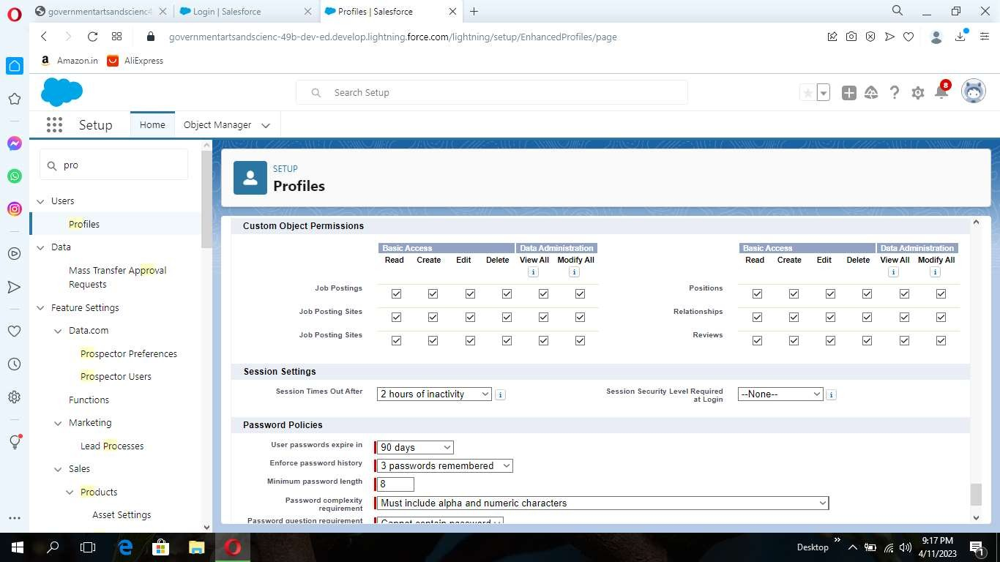 governmentartsandscienc4
Login | Salesforce
Profiles | Salesforce
governmentartsandscienc-49b-dev-ed.develop.lightning.force.com/lightning/setup/EnhancedProfiles/page
Amazon.in
AliExpress
Search Setup
8
Setup
Home
Object Manager
pro
Users
Profiles
Data
Mass Transfer Approval
Requests
Feature Settings
Data.com
Prospector Preferences
Prospector Users
Functions
Marketing
Lead Processes
Sales
Products
Asset Settings
SETUP
Profiles
Custom Object Permissions
Basic Access Data Administration
Read Create Edit Delete View All Modify All
Job Postings
Job Posting Sites
Job Posting Sites
Basic Access Data Administration
Read Create Edit Delete View All Modify All
Positions
Relationships
Reviews
Session Settings
Session Times Out After 2 hours of inactivity
Session Security Level Required
at Login
--None--
Password Policies
User passwords expire in 90 days
Enforce password history 3 passwords remembered
Minimum password length 8
Password complexity
requirement
Must include alpha and numeric characters
Password question requirement Cannot contain password
Desktop
9:17 PM
4/11/2023
1